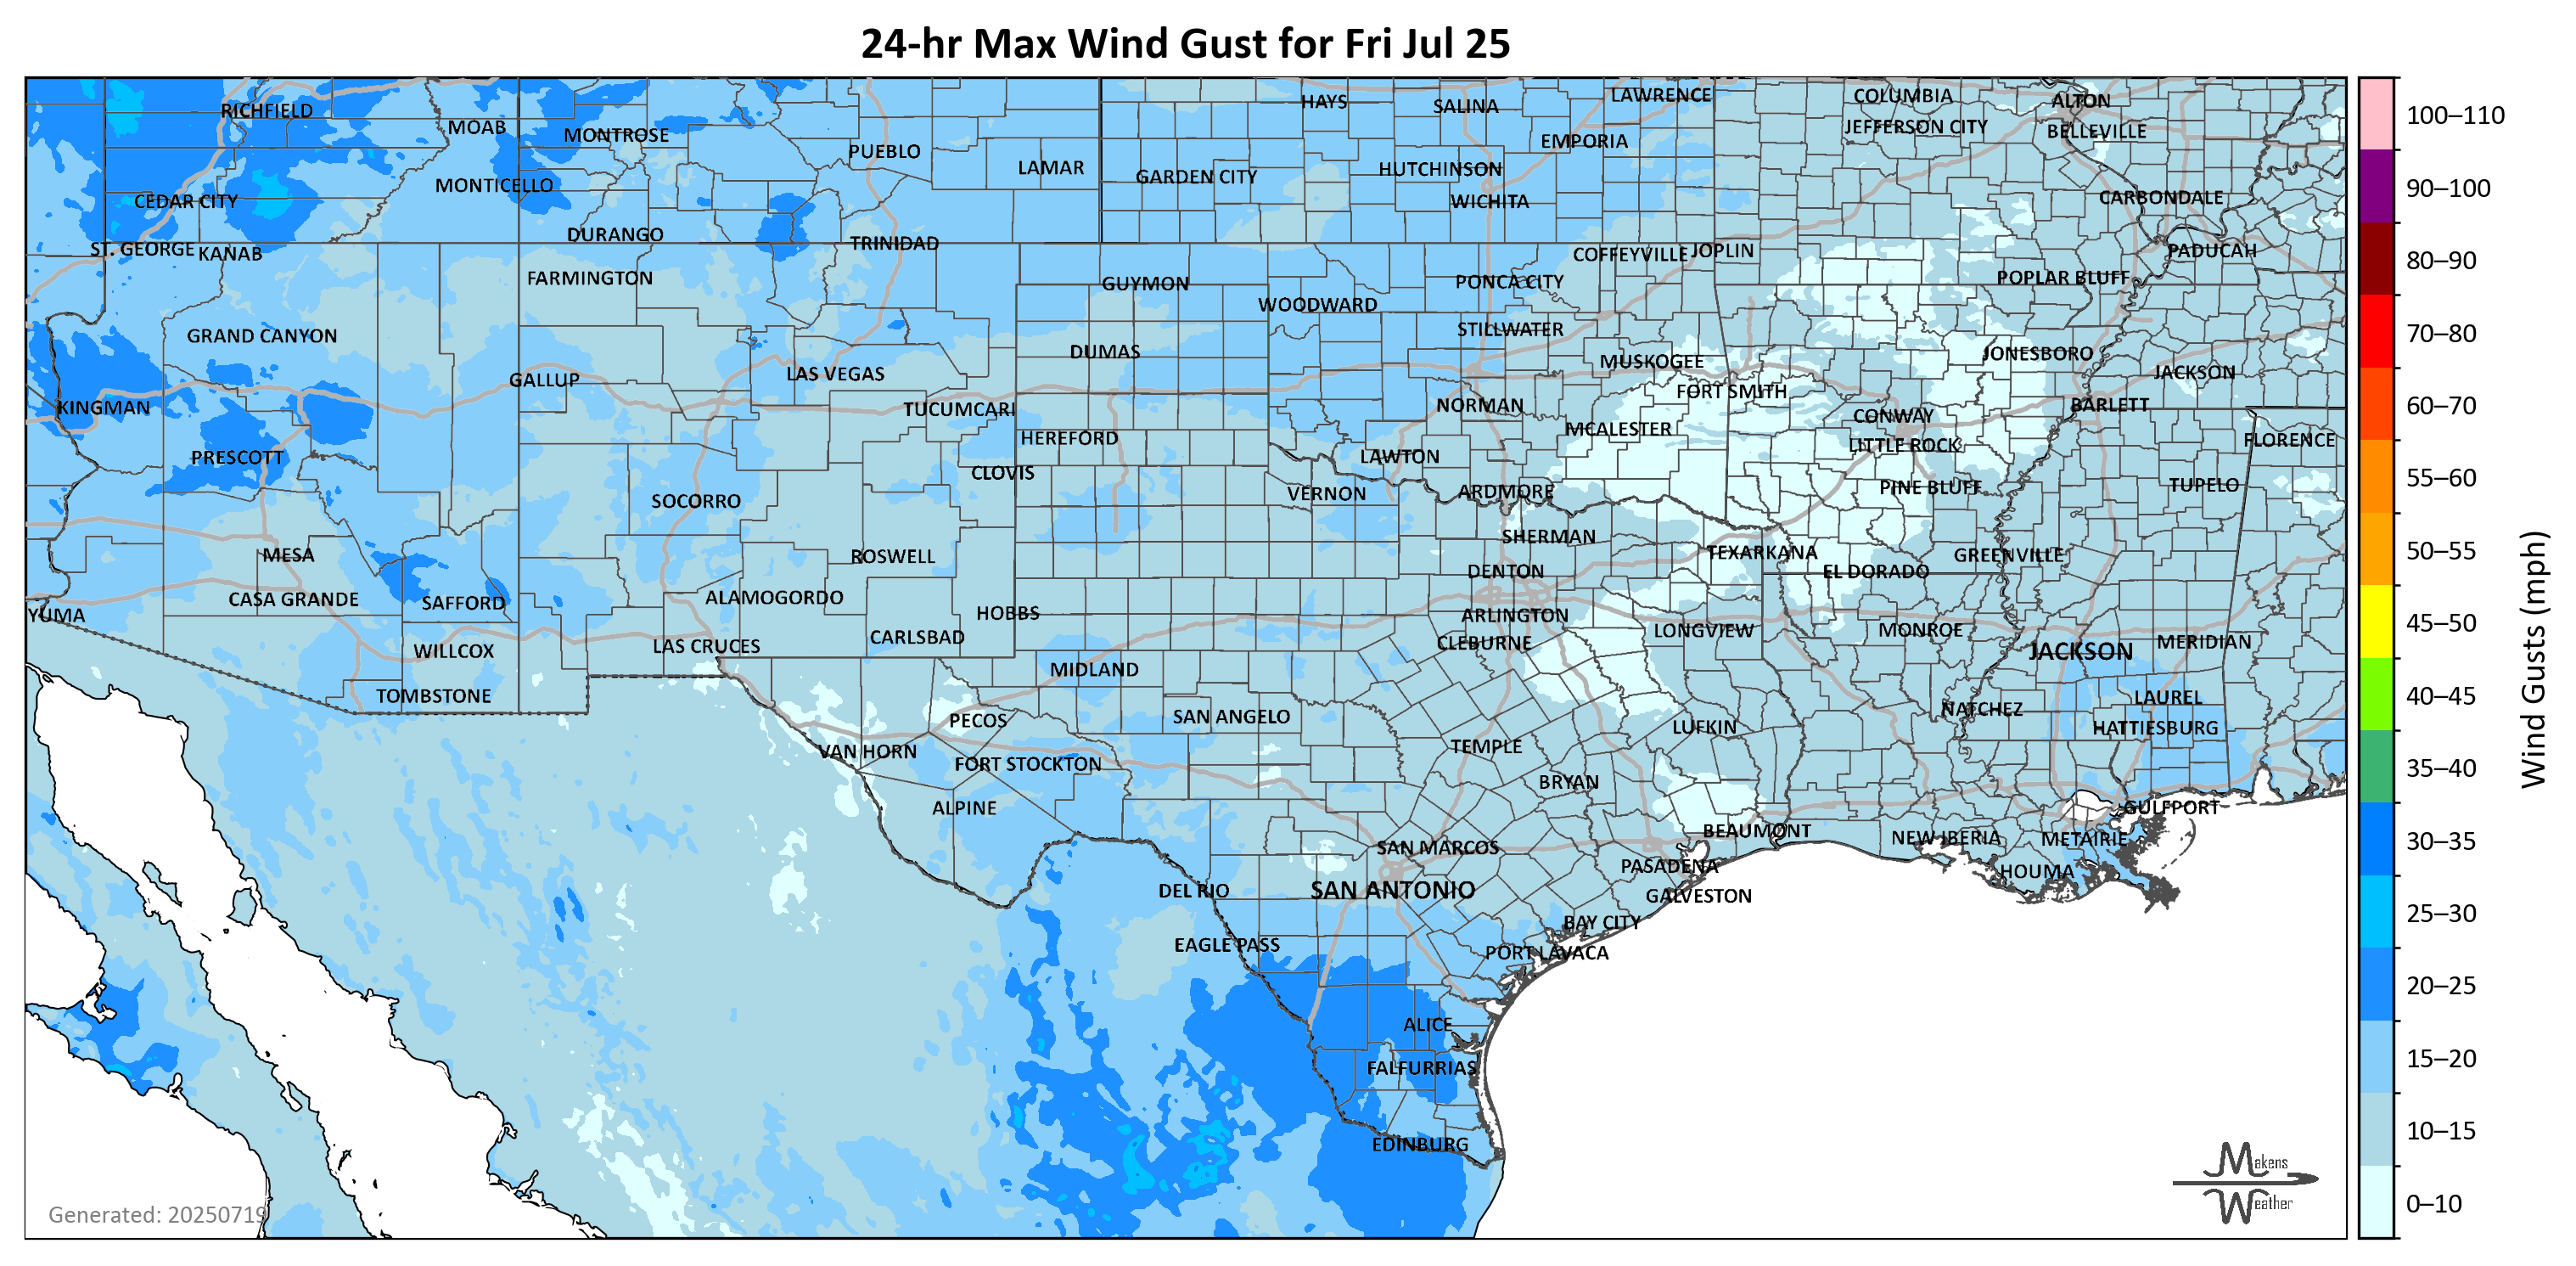 24-hr Max Wind Gust for Fri Jul 25
RICHFIELD
MOAB
MONTROSE
PUEBLO
LAMAR
HAYS
SALINA
LAWRENCE
EMPORIA
COLUMBIA
JEFFERSON CITY
ALTON
BELLEVILLE
CEDAR CITY
MONTICELLO
GARDEN CITY
HUTCHINSON
WICHITA
CARBONDALE
ST. GEORGE
KANAB
DURANGO
TRINIDAD
COFFEYVILLE
JOPLIN
PADUCAH
FARMINGTON
GUYMON
WOODWARD
PONCA CITY
POPLAR BLUFF
GRAND CANYON
DUMAS
STILLWATER
MUSKOGEE
JONESBORO
JACKSON
GALLUP
LAS VEGAS
FORT SMITH
KINGMAN
TUCUMCARI
NORMAN
CONWAY
BARLETT
PRESCOTT
HEREFORD
CLOVIS
MCALESTER
LAWTON
LITTLE ROCK
FLORENCE
SOCORRO
VERNON
ARDMORE
PINE BLUFF
TUPELO
MESA
ROSWELL
SHERMAN
TEXARKANA
GREENVILLE
DENTON
EL DORADO
YUMA
CASA GRANDE
SAFFORD
ALAMOGORDO
HOBBS
ARLINGTON
CLEBURNE
LONGVIEW
MONROE
JACKSON
MERIDIAN
WILLCOX
LAS CRUCES
CARLSBAD
MIDLAND
TOMBSTONE
PECOS
SAN ANGELO
LUFKIN
NATCHEZ
LAUREL
HATTIESBURG
VAN HORN
FORT STOCKTON
TEMPLE
BRYAN
ALPINE
BEAUMONT
GULFPORT
NEW IBERIA
METAIRIE
SAN MARCOS
PASADENA
HOUMA
DEL RIO
SAN ANTONIO
GALVESTON
BAY CITY
EAGLE PASS
PORT LAVACA
ALICE
FALFURRIAS
EDINBURG
Generated: 20250719
Makens
Weather
100–110
90–100
80–90
70–80
60–70
55–60
50–55
45–50
40–45
35–40
30–35
25–30
20–25
15–20
10–15
0–10
Wind Gusts (mph)